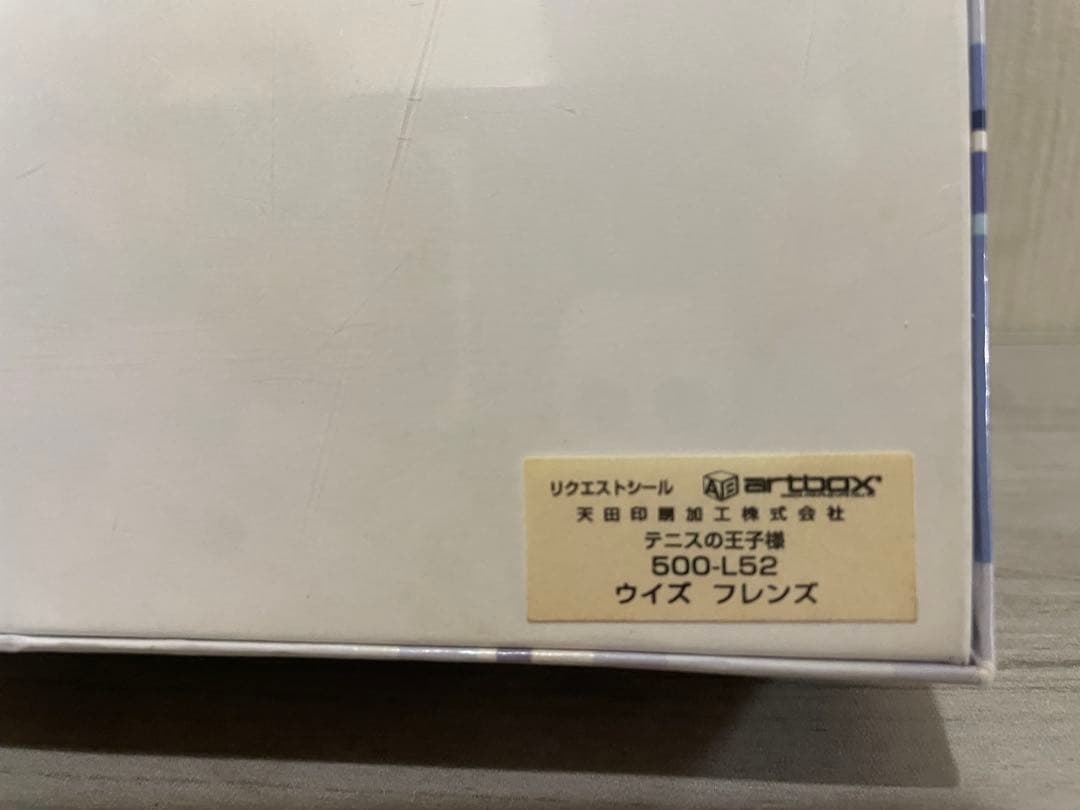 リクエストシール artbox
天田印刷加工株式会社
テニスの王子様
500-L52
ウイズ フレンズ